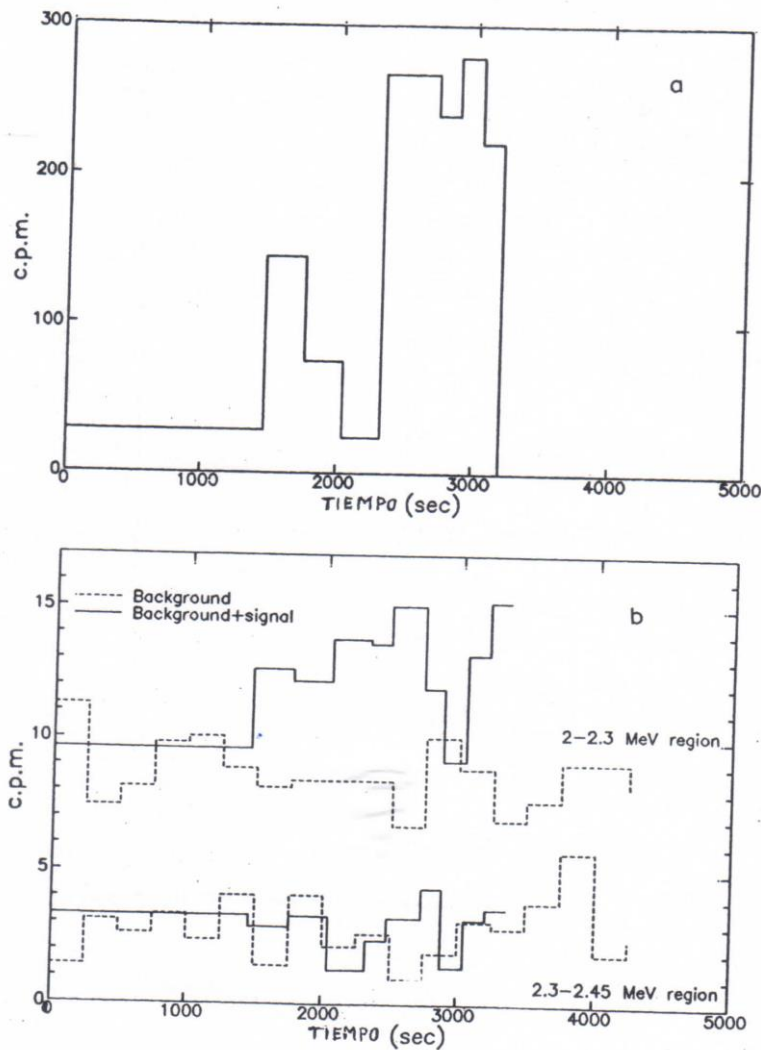 300
a
200
c.p.m.
100
0
0 1000 2000 3000 4000 5000
TIEMPO (sec)
15
Background
Background+signal
b
10
2-2.3 MeV region
c.p.m.
5
0
2.3-2.45 MeV region
0 1000 2000 3000 4000 5000
TIEMPO (sec)